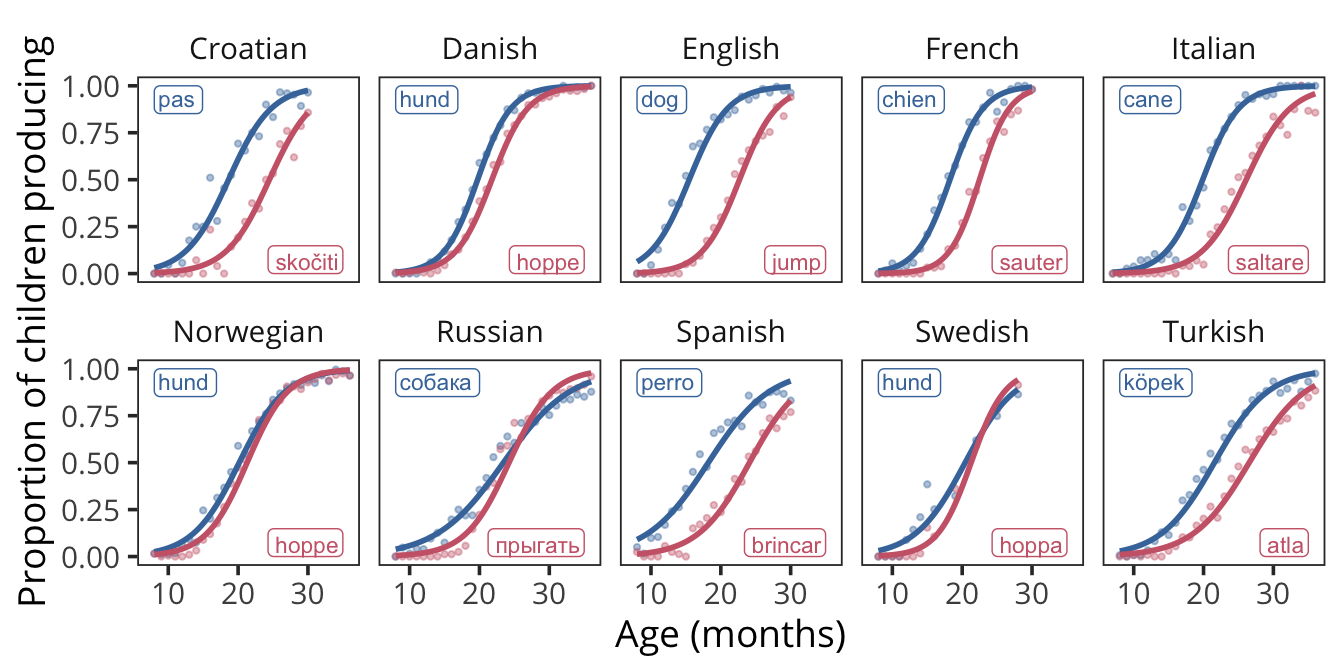 Proportion of children producing
Croatian
Danish
English
French
Italian
1.00
0.75
0.50
0.25
0.00
pas
skočiti
hund
hoppe
dog
jump
chien
sauter
cane
saltare
Norwegian
Russian
Spanish
Swedish
Turkish
1.00
0.75
0.50
0.25
0.00
hund
hoppe
собака
прыгать
perro
brincar
hund
hoppa
köpek
atla
10 20 30
10 20 30
10 20 30
10 20 30
10 20 30
Age (months)